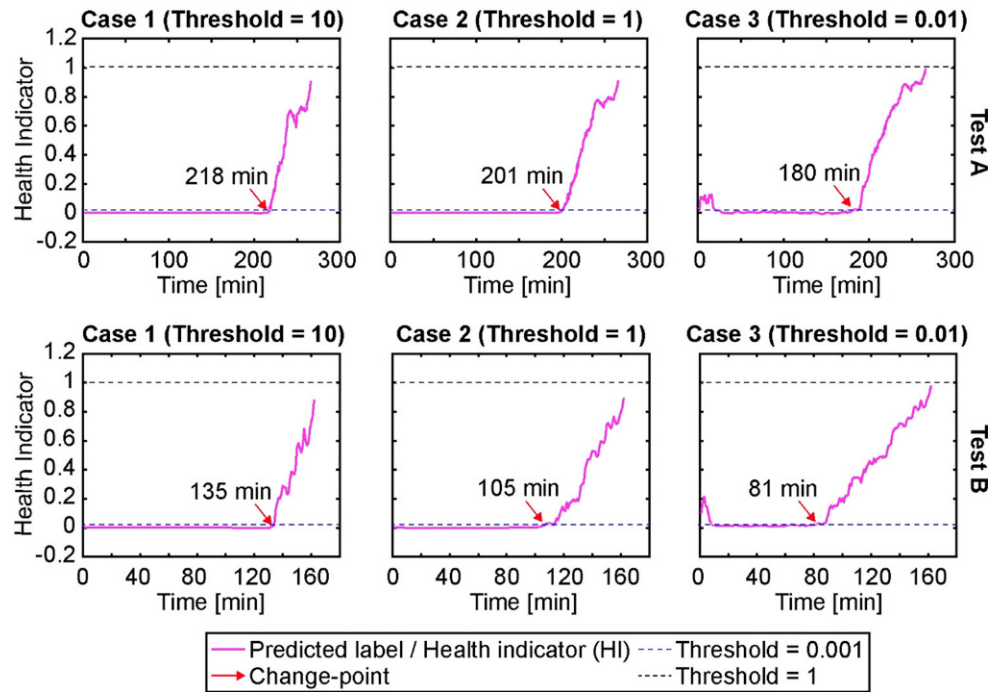 Case 1 (Threshold = 10)
Case 2 (Threshold = 1)
Case 3 (Threshold = 0.01)
Health Indicator
1.2
1
0.8
0.6
0.4
0.2
0
-0.2
218 min
201 min
180 min
Test A
0
100
200
300
0
100
200
300
0
100
200
300
Time [min]
Time [min]
Time [min]
Case 1 (Threshold = 10)
Case 2 (Threshold = 1)
Case 3 (Threshold = 0.01)
Health Indicator
1.2
1
0.8
0.6
0.4
0.2
0
-0.2
135 min
105 min
81 min
Test B
0
40
80
120
160
0
40
80
120
160
0
40
80
120
160
Time [min]
Time [min]
Time [min]
Predicted label / Health indicator (HI)
Threshold = 0.001
Change-point
Threshold = 1